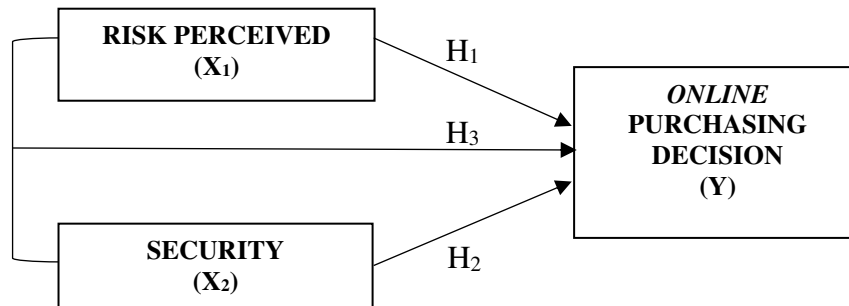 RISK PERCEIVED
(X₁)
H₁
ONLINE
PURCHASING
DECISION
(Y)
H₃
SECURITY
(X₂)
H₂